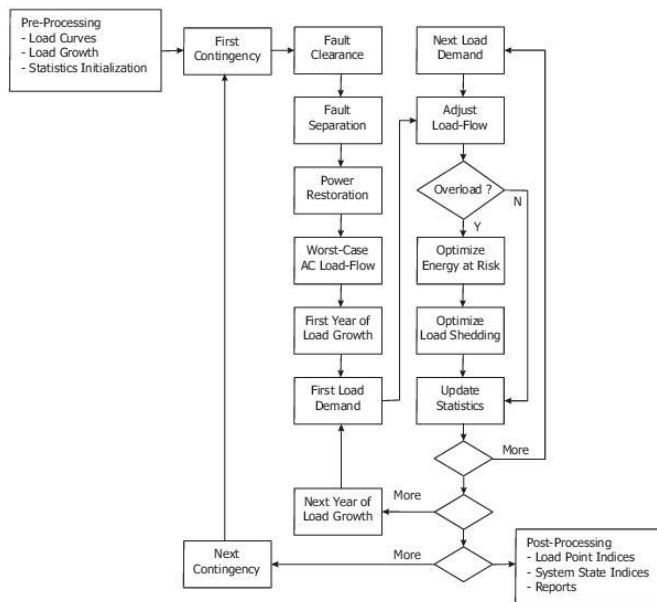 Pre-Processing
- Load Curves
- Load Growth
- Statistics Initialization
First
Contingency
Fault
Clearance
Fault
Separation
Power
Restoration
Worst-Case
AC Load-Flow
First Year of
Load Growth
First Load
Demand
Next Year of
Load Growth
Next
Contingency
Next Load
Demand
Adjust
Load-Flow
Overload ?
N
Y
Optimize
Energy at Risk
Optimize
Load Shedding
Update
Statistics
More
More
More
Post-Processing
- Load Point Indices
- System State Indices
- Reports